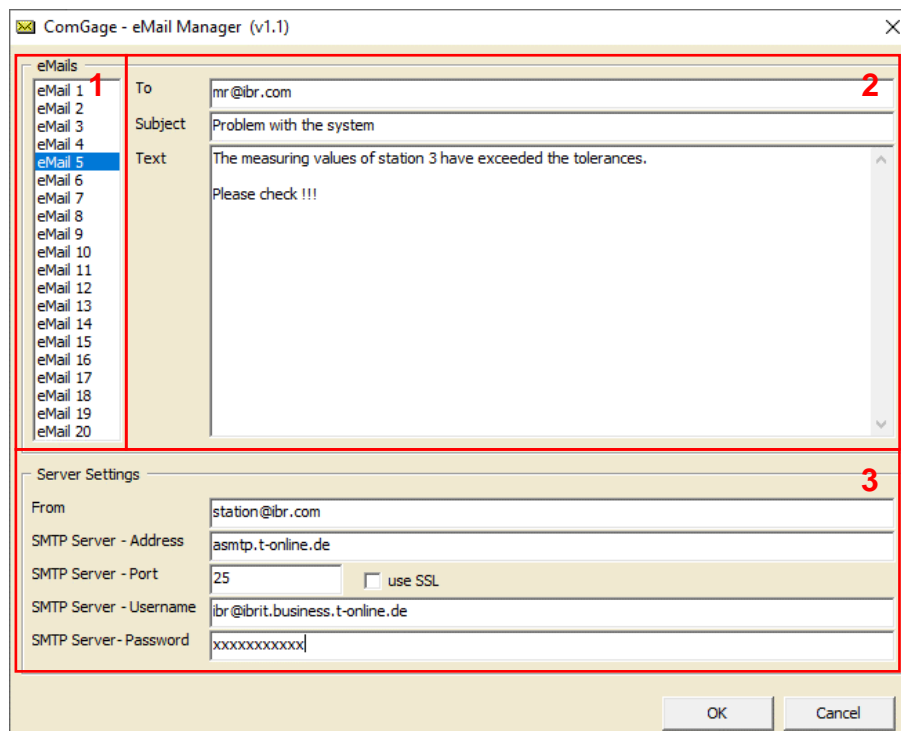 ComGage - eMail Manager (v1.1)
eMails
1
2
eMail 1
eMail 2
eMail 3
eMail 4
eMail 5
eMail 6
eMail 7
eMail 8
eMail 9
eMail 10
eMail 11
eMail 12
eMail 13
eMail 14
eMail 15
eMail 16
eMail 17
eMail 18
eMail 19
eMail 20
To mr@ibr.com
Subject Problem with the system
Text The measuring values of station 3 have exceeded the tolerances.
Please check !!!
Server Settings
3
From station@ibr.com
SMTP Server - Address asmtp.t-online.de
SMTP Server - Port 25 use SSL
SMTP Server - Username ibr@ibrit.business.t-online.de
SMTP Server- Password xxxxxxxxxxx
OK Cancel